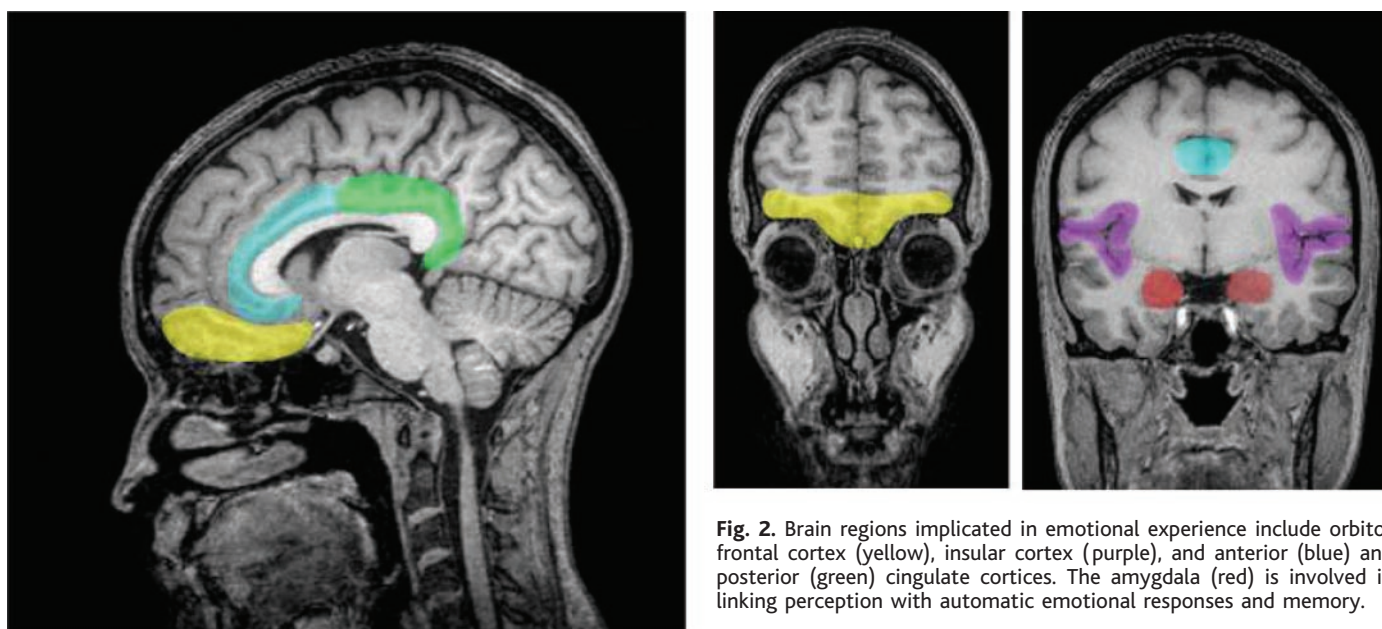 Fig. 2. Brain regions implicated in emotional experience include orbito
frontal cortex (yellow), insular cortex (purple), and anterior (blue) an
posterior (green) cingulate cortices. The amygdala (red) is involved i
linking perception with automatic emotional responses and memory.